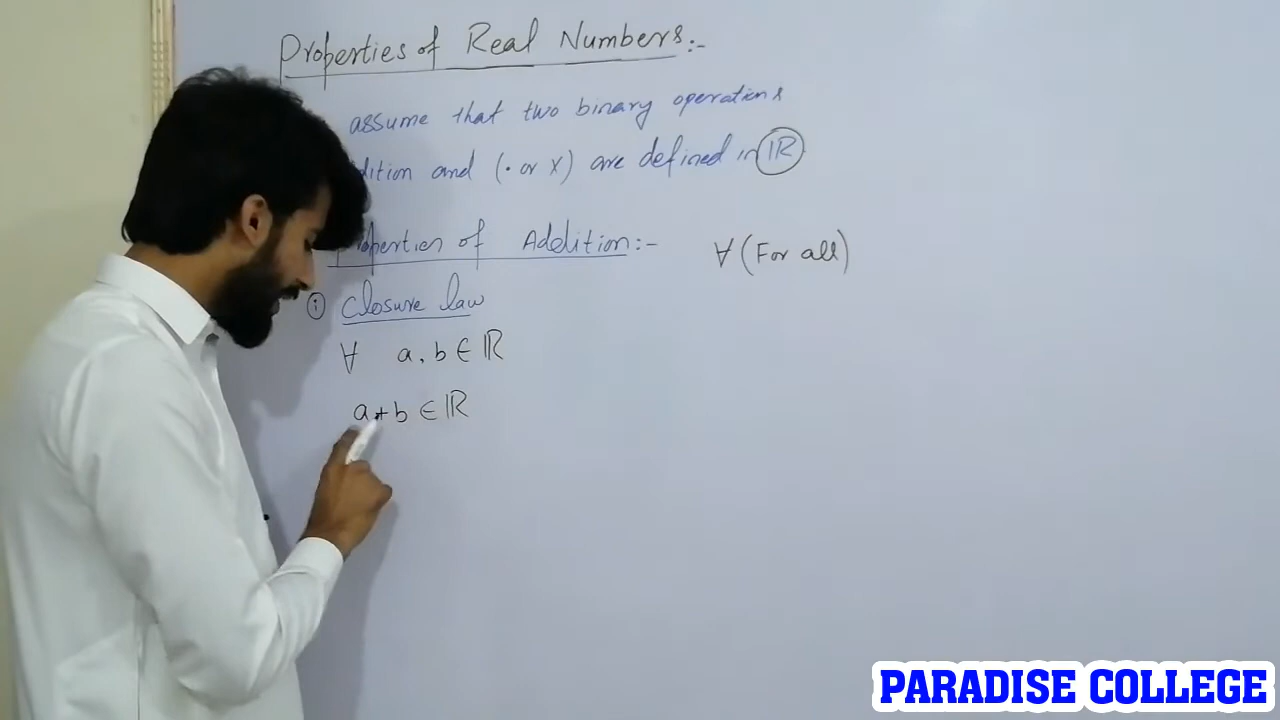 Properties of Real Numbers:-
assume that two binary operations
dition and (· or X) are defined in ℝ
Properties of Addition:-
∀ (For all)
(i) Closure law
∀ a, b ∈ ℝ
a + b ∈ ℝ
PARADISE COLLEGE